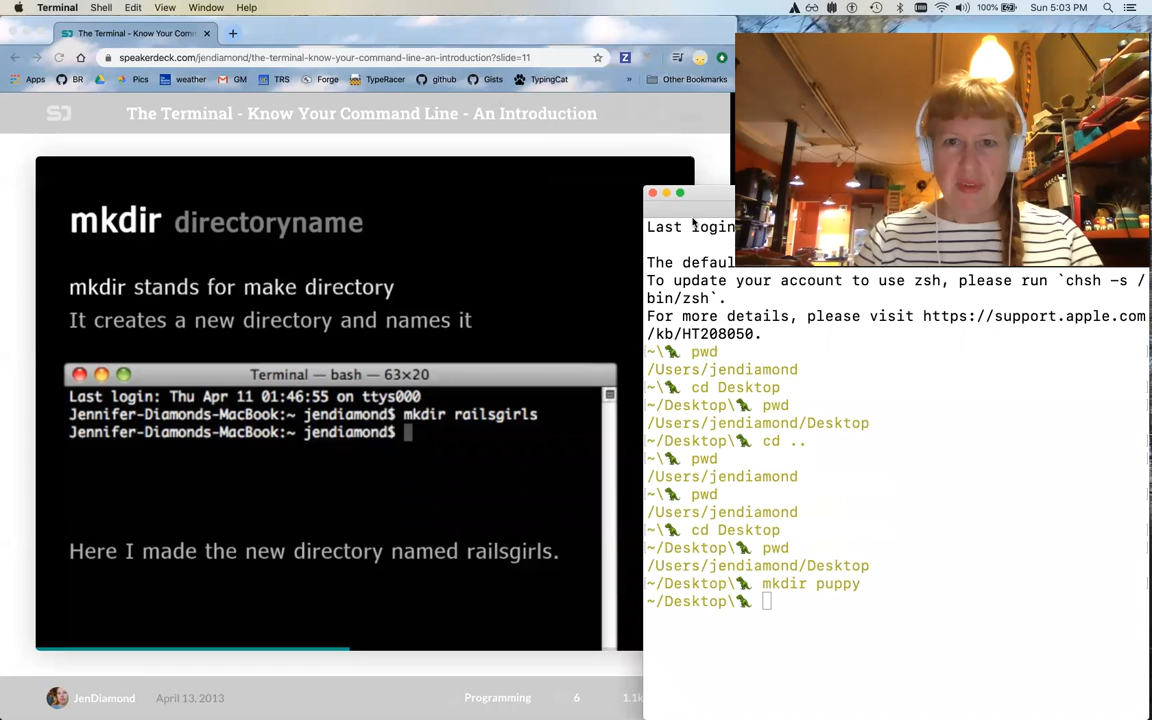 Terminal Shell Edit View Window Help 100% Sun 5:03 PM
The Terminal - Know Your Comm
speakerdeck.com/jendiamond/the-terminal-know-your-command-line-an-introduction?slide=11
Apps BR Pics weather GM TRS Forge TypeRacer github Gists TypingCat » Other Bookmarks
The Terminal - Know Your Command Line - An Introduction
mkdir directoryname
mkdir stands for make directory
It creates a new directory and names it
Terminal — bash — 63×20
Last login: Thu Apr 11 01:46:55 on ttys000
Jennifer-Diamonds-MacBook:~ jendiamond$ mkdir railsgirls
Jennifer-Diamonds-MacBook:~ jendiamond$
Here I made the new directory named railsgirls.
JenDiamond April 13, 2013 Programming 6 1.1k
Last login
The defaul
To update your account to use zsh, please run `chsh -s /
bin/zsh`.
For more details, please visit https://support.apple.com
/kb/HT208050.
~\🦖 pwd
/Users/jendiamond
~\🦖 cd Desktop
~/Desktop\🦖 pwd
/Users/jendiamond/Desktop
~/Desktop\🦖 cd ..
~\🦖 pwd
/Users/jendiamond
~\🦖 pwd
/Users/jendiamond
~\🦖 cd Desktop
~/Desktop\🦖 pwd
/Users/jendiamond/Desktop
~/Desktop\🦖 mkdir puppy
~/Desktop\🦖